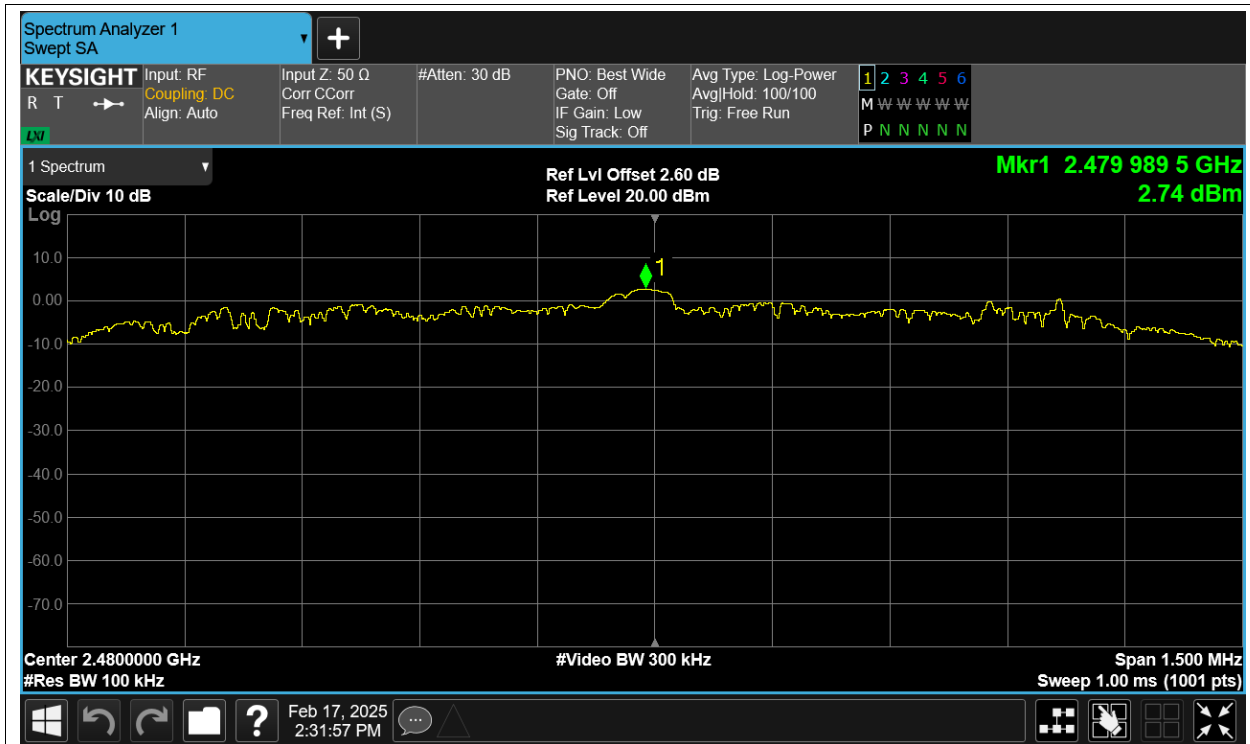 Spectrum Analyzer 1
Swept SA
KEYSIGHT
R T
LXI
Input: RF
Coupling: DC
Align: Auto
Input Z: 50 Ω
Corr CCorr
Freq Ref: Int (S)
#Atten: 30 dB
PNO: Best Wide
Gate: Off
IF Gain: Low
Sig Track: Off
Avg Type: Log-Power
Avg|Hold: 100/100
Trig: Free Run
1 2 3 4 5 6
M W W W W W
P N N N N N
1 Spectrum
Scale/Div 10 dB
Ref Lvl Offset 2.60 dB
Ref Level 20.00 dBm
Mkr1 2.479 989 5 GHz
2.74 dBm
Log
10.0
0.00
-10.0
-20.0
-30.0
-40.0
-50.0
-60.0
-70.0
1
Center 2.4800000 GHz
#Res BW 100 kHz
#Video BW 300 kHz
Span 1.500 MHz
Sweep 1.00 ms (1001 pts)
?
Feb 17, 2025
2:31:57 PM